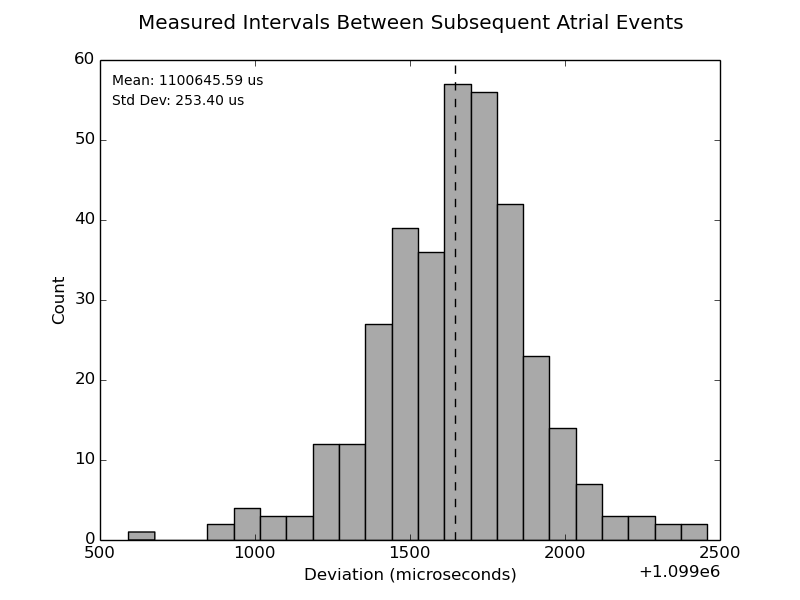 Measured Intervals Between Subsequent Atrial Events
60
Mean: 1100645.59 us
Std Dev: 253.40 us
50
40
30
Count
20
10
0
500 1000 1500 2000 2500
Deviation (microseconds)
+1.099e6